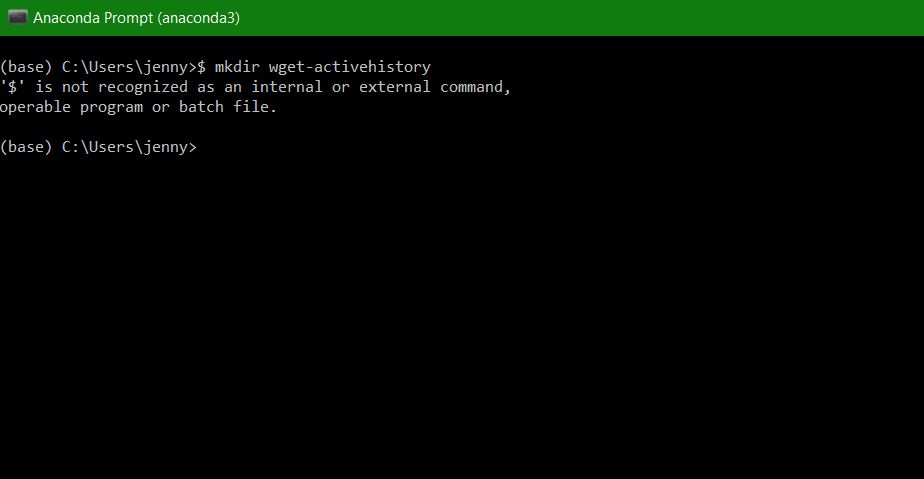 Anaconda Prompt (anaconda3)
(base) C:\Users\jenny>$ mkdir wget-activehistory
'$' is not recognized as an internal or external command,
operable program or batch file.
(base) C:\Users\jenny>